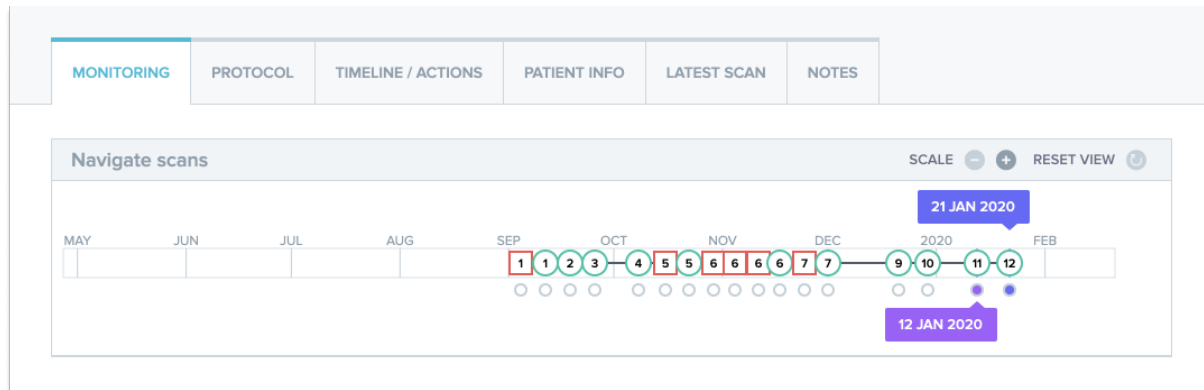 MONITORING PROTOCOL TIMELINE / ACTIONS PATIENT INFO LATEST SCAN NOTES
Navigate scans SCALE RESET VIEW
21 JAN 2020
MAY JUN JUL AUG SEP OCT NOV DEC 2020 FEB
1 1 2 3 4 5 5 6 6 6 6 7 7 9 10 11 12
12 JAN 2020